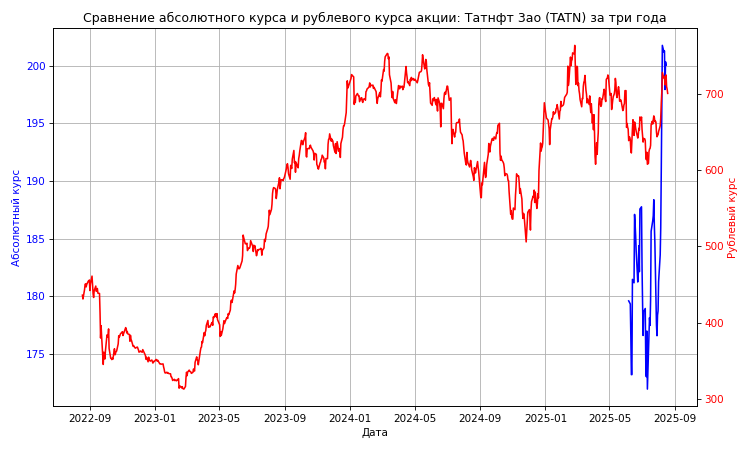 Сравнение абсолютного курса и рублевого курса акции: Татнфт 3ао (TATN) за три года
Абсолютный курс
200
195
190
185
180
175
700
600
500
400
300
Рублевый курс
2022-09 2023-01 2023-05 2023-09 2024-01 2024-05 2024-09 2025-01 2025-05 2025-09
Дата